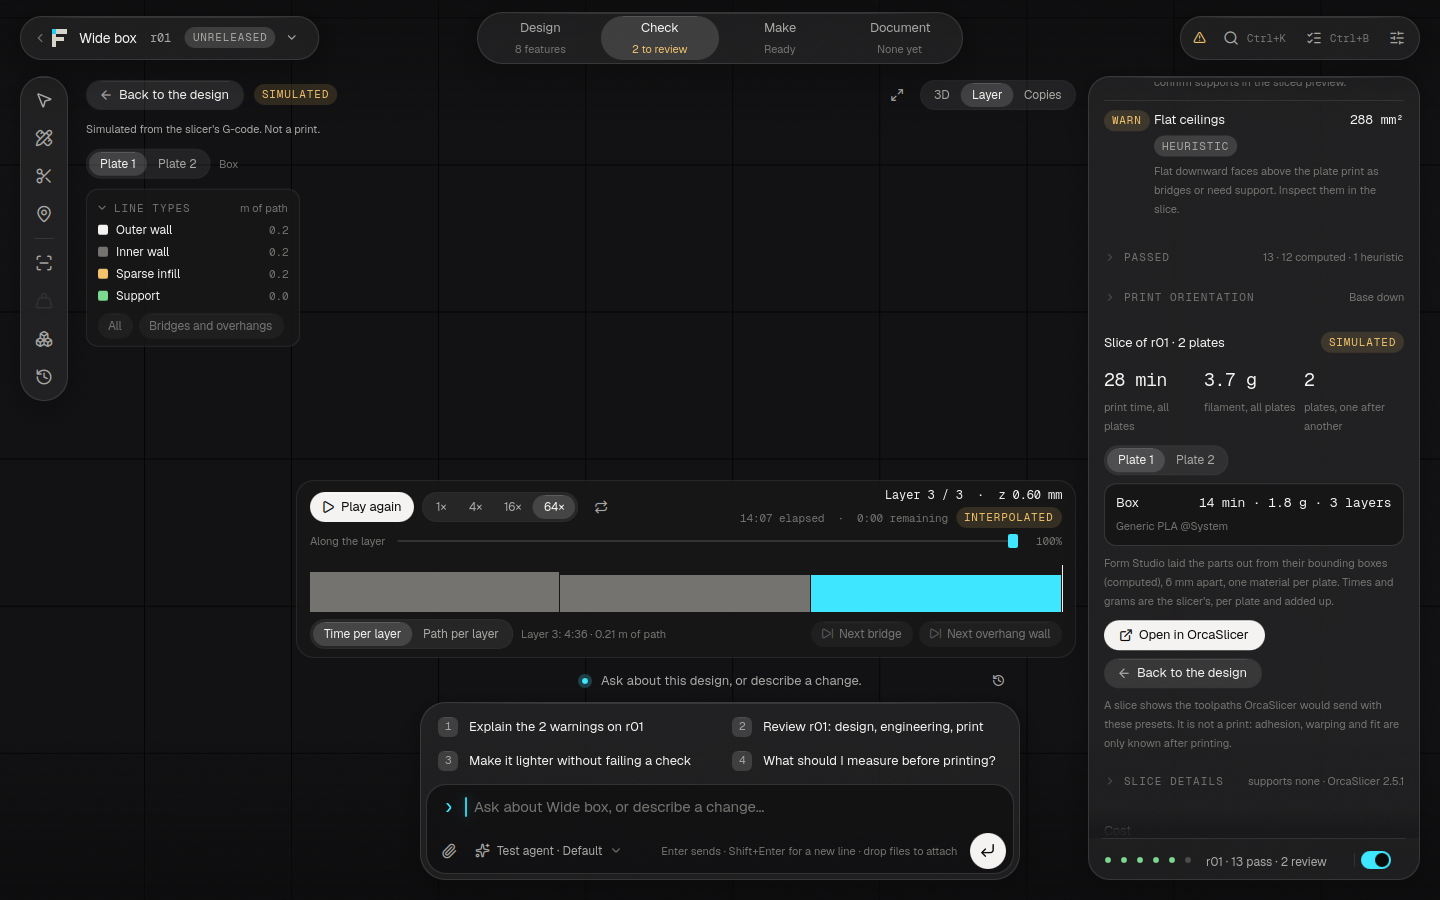 Wide box r01 UNRELEASED
Design
8 features
Check
2 to review
Make
Ready
Document
None yet
Ctrl+K Ctrl+B
Back to the design SIMULATED
Simulated from the slicer's G-code. Not a print.
Plate 1 Plate 2 Box
LINE TYPES m of path
Outer wall 0.2
Inner wall 0.2
Sparse infill 0.2
Support 0.0
All Bridges and overhangs
3D Layer Copies
Play again 1× 4× 16× 64×
Layer 3 / 3 · z 0.60 mm
14:07 elapsed · 0:00 remaining INTERPOLATED
Along the layer 100%
Time per layer Path per layer Layer 3: 4:36 · 0.21 m of path Next bridge Next overhang wall
Ask about this design, or describe a change.
1 Explain the 2 warnings on r01
2 Review r01: design, engineering, print
3 Make it lighter without failing a check
4 What should I measure before printing?
Ask about Wide box, or describe a change...
Test agent · Default Enter sends · Shift+Enter for a new line · drop files to attach
confirm supports in the sliced preview.
WARN Flat ceilings 288 mm²
HEURISTIC
Flat downward faces above the plate print as
bridges or need support. Inspect them in the
slice.
PASSED 13 · 12 computed · 1 heuristic
PRINT ORIENTATION Base down
Slice of r01 · 2 plates SIMULATED
28 min
print time, all
plates
3.7 g
filament, all plates
2
plates, one after
another
Plate 1 Plate 2
Box 14 min · 1.8 g · 3 layers
Generic PLA @System
Form Studio laid the parts out from their bounding boxes
(computed), 6 mm apart, one material per plate. Times and
grams are the slicer's, per plate and added up.
Open in OrcaSlicer
Back to the design
A slice shows the toolpaths OrcaSlicer would send with
these presets. It is not a print: adhesion, warping and fit are
only known after printing.
SLICE DETAILS supports none · OrcaSlicer 2.5.1
Cost
r01 · 13 pass · 2 review